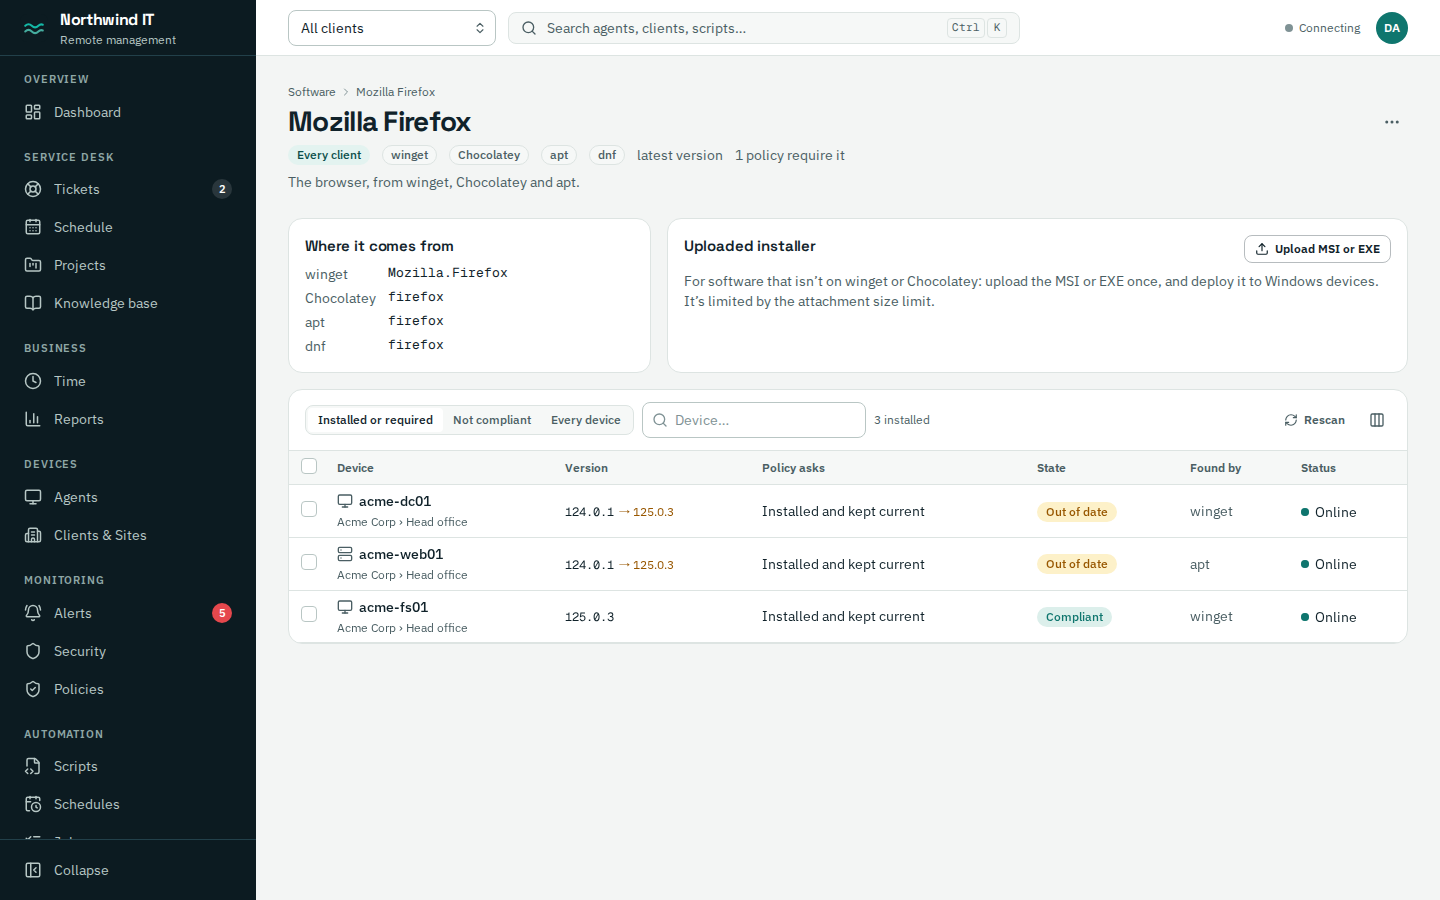 Northwind IT
Remote management
All clients
Search agents, clients, scripts...
Ctrl K
Connecting
DA
OVERVIEW
Dashboard
SERVICE DESK
Tickets 2
Schedule
Projects
Knowledge base
BUSINESS
Time
Reports
DEVICES
Agents
Clients & Sites
MONITORING
Alerts 5
Security
Policies
AUTOMATION
Scripts
Schedules
Collapse
Software > Mozilla Firefox
Mozilla Firefox
Every client winget Chocolatey apt dnf latest version 1 policy require it
The browser, from winget, Chocolatey and apt.
Where it comes from
winget Mozilla.Firefox
Chocolatey firefox
apt firefox
dnf firefox
Uploaded installer
Upload MSI or EXE
For software that isn’t on winget or Chocolatey: upload the MSI or EXE once, and deploy it to Windows devices.
It’s limited by the attachment size limit.
Installed or required Not compliant Every device Device... 3 installed Rescan
Device Version Policy asks State Found by Status
acme-dc01
Acme Corp › Head office
124.0.1 → 125.0.3 Installed and kept current Out of date winget Online
acme-web01
Acme Corp › Head office
124.0.1 → 125.0.3 Installed and kept current Out of date apt Online
acme-fs01
Acme Corp › Head office
125.0.3 Installed and kept current Compliant winget Online